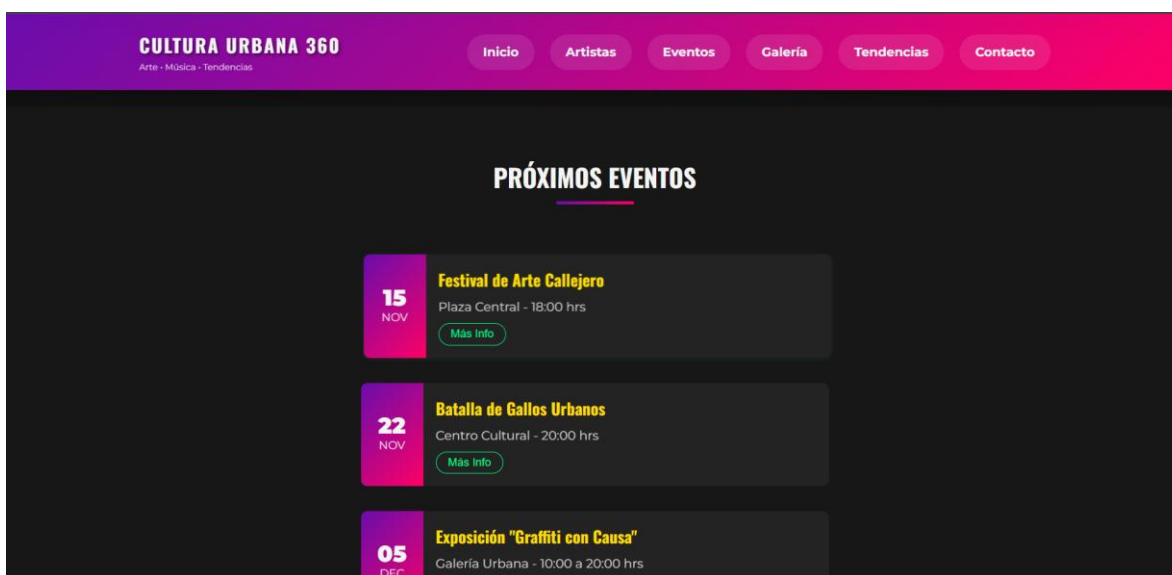 CULTURA URBANA 360
Arte • Música • Tendencias
Inicio Artistas Eventos Galería Tendencias Contacto
PRÓXIMOS EVENTOS
15
NOV
Festival de Arte Callejero
Plaza Central - 18:00 hrs
Más Info
22
NOV
Batalla de Gallos Urbanos
Centro Cultural - 20:00 hrs
Más Info
05
DEC
Exposición "Graffiti con Causa"
Galería Urbana - 10:00 a 20:00 hrs